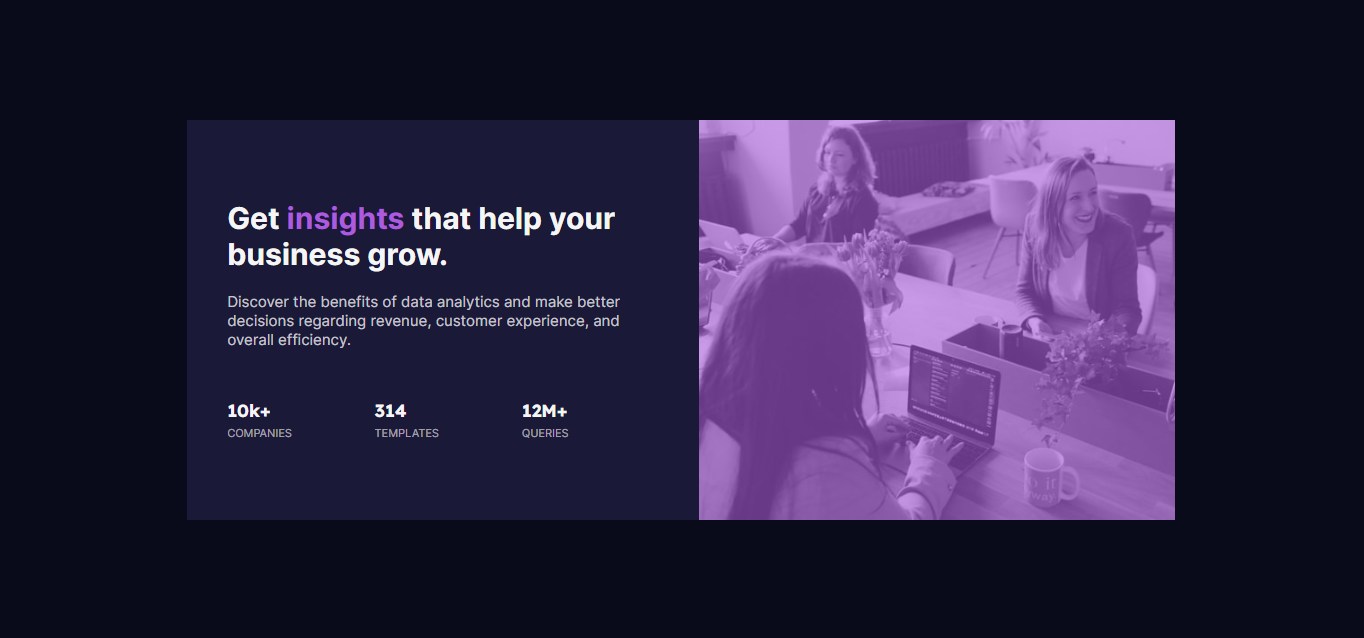 Get insights that help your
business grow.
Discover the benefits of data analytics and make better
decisions regarding revenue, customer experience, and
overall efficiency.
10k+ 314 12M+
COMPANIES TEMPLATES QUERIES